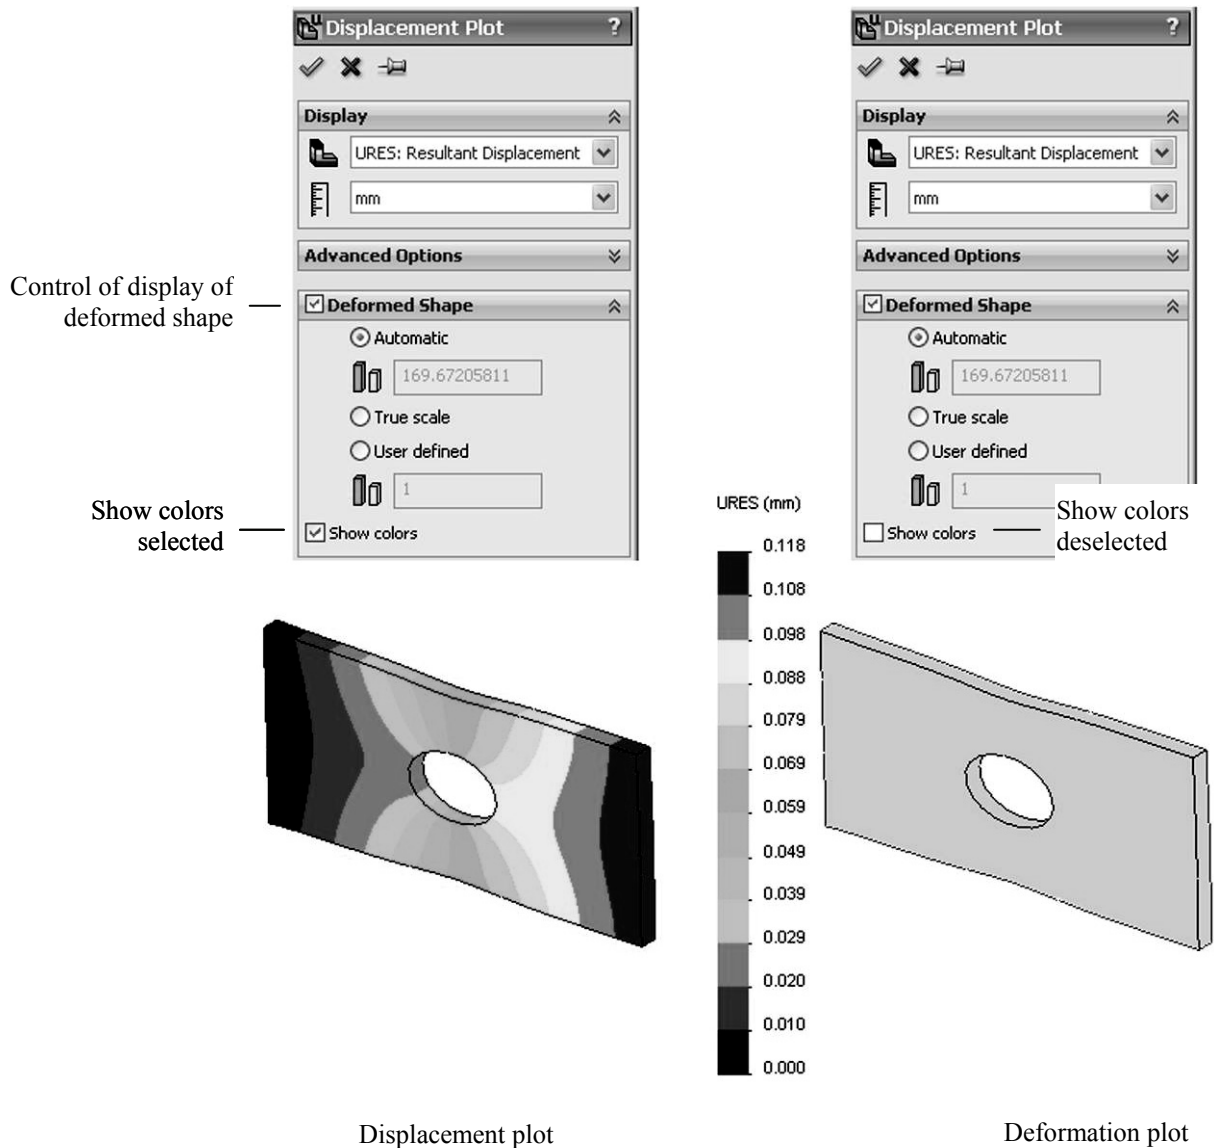 Displacement Plot ?
Display
URES: Resultant Displacement
mm
Advanced Options
Control of display of
deformed shape
Deformed Shape
Automatic
169.67205811
True scale
User defined
1
Show colors
selected
Show colors
Displacement Plot ?
Display
URES: Resultant Displacement
mm
Advanced Options
Deformed Shape
Automatic
169.67205811
True scale
User defined
1
Show colors
Show colors
deselected
URES (mm)
0.118
0.108
0.098
0.088
0.079
0.069
0.059
0.049
0.039
0.029
0.020
0.010
0.000
Displacement plot
Deformation plot